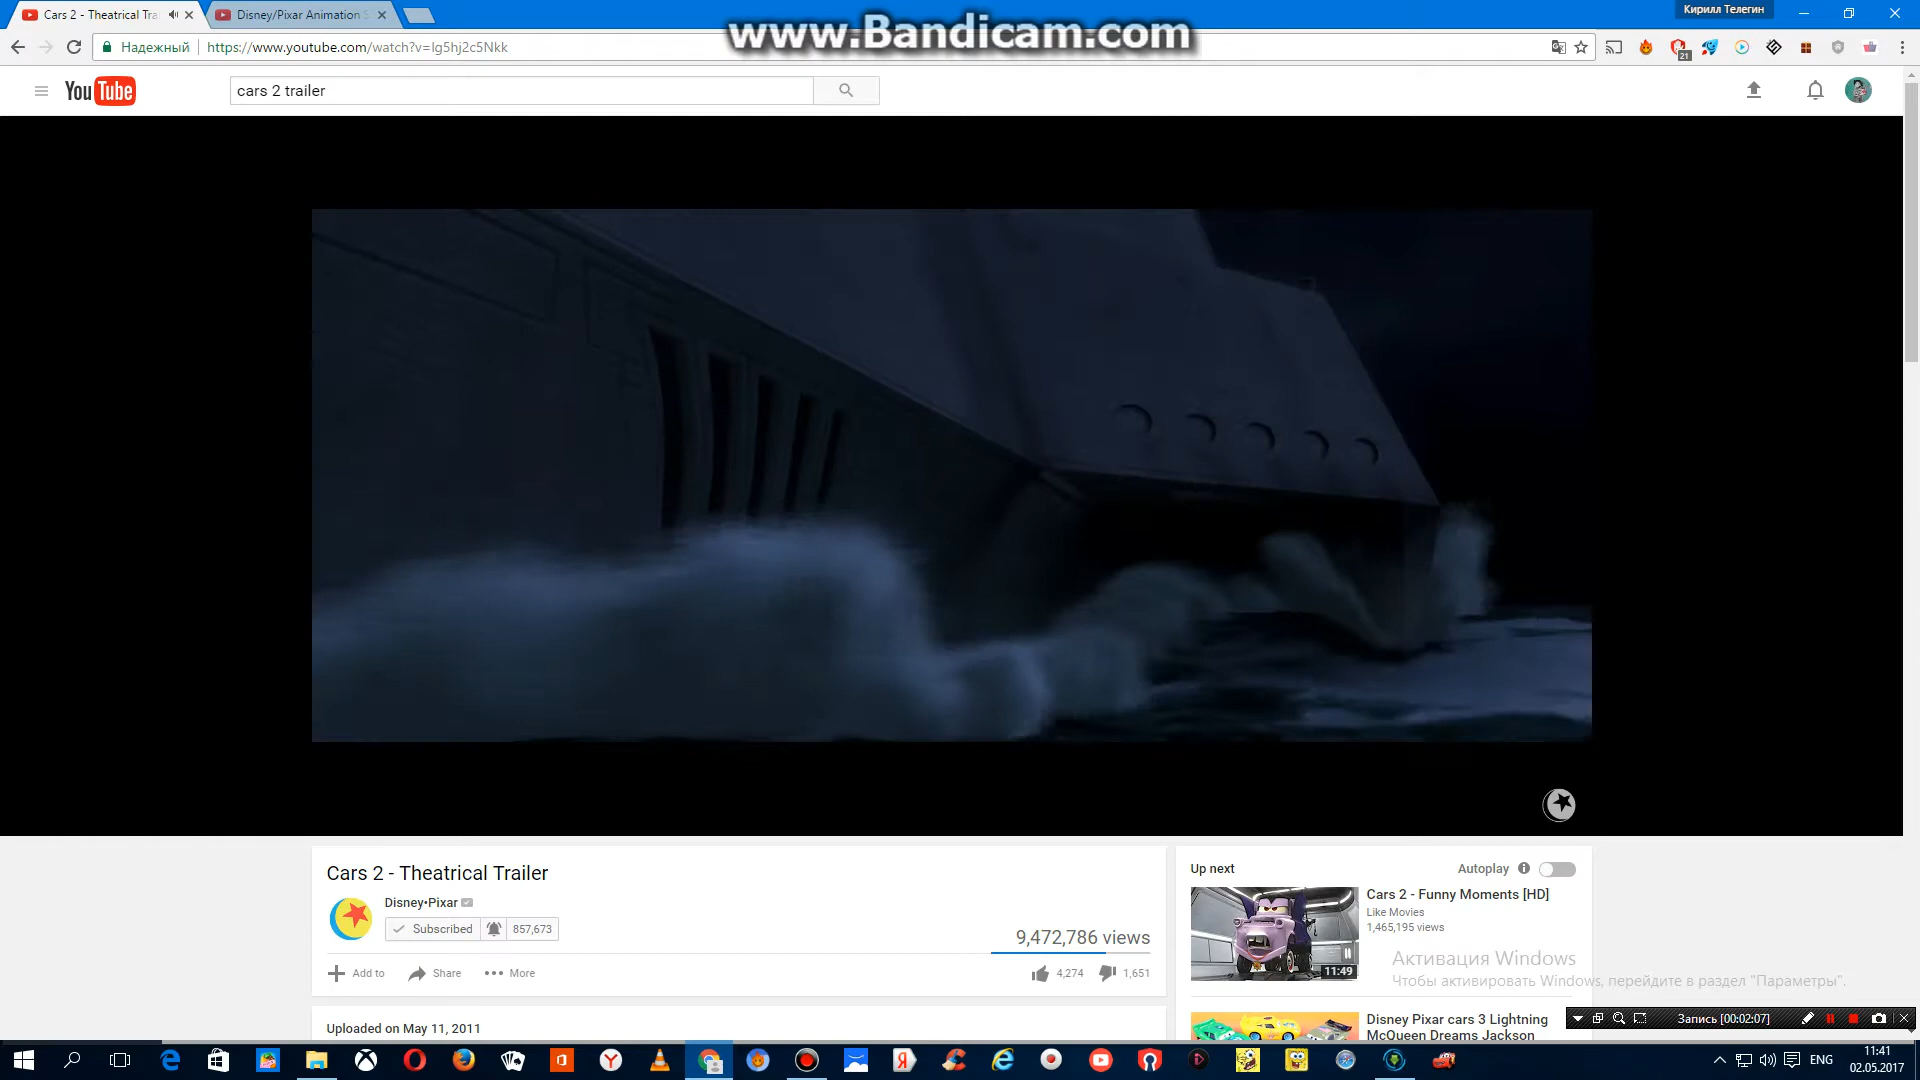 Cars 2 - Theatrical Tra
Disney/Pixar Animation S
www.Bandicam.com
Кирилл Телегин
Надежный
https://www.youtube.com/watch?v=Ig5hj2c5Nkk
21
YouTube
cars 2 trailer
Cars 2 - Theatrical Trailer
Disney•Pixar
Subscribed
857,673
9,472,786 views
Add to
Share
More
4,274
1,651
Uploaded on May 11, 2011
Up next
Autoplay
Cars 2 - Funny Moments [HD]
Like Movies
1,465,195 views
11:49
Активация Windows
Чтобы активировать Windows, перейдите в раздел "Параметры".
Disney Pixar cars 3 Lightning
McQueen Dreams Jackson
Запись [00:02:07]
ENG
11:41
02.05.2017